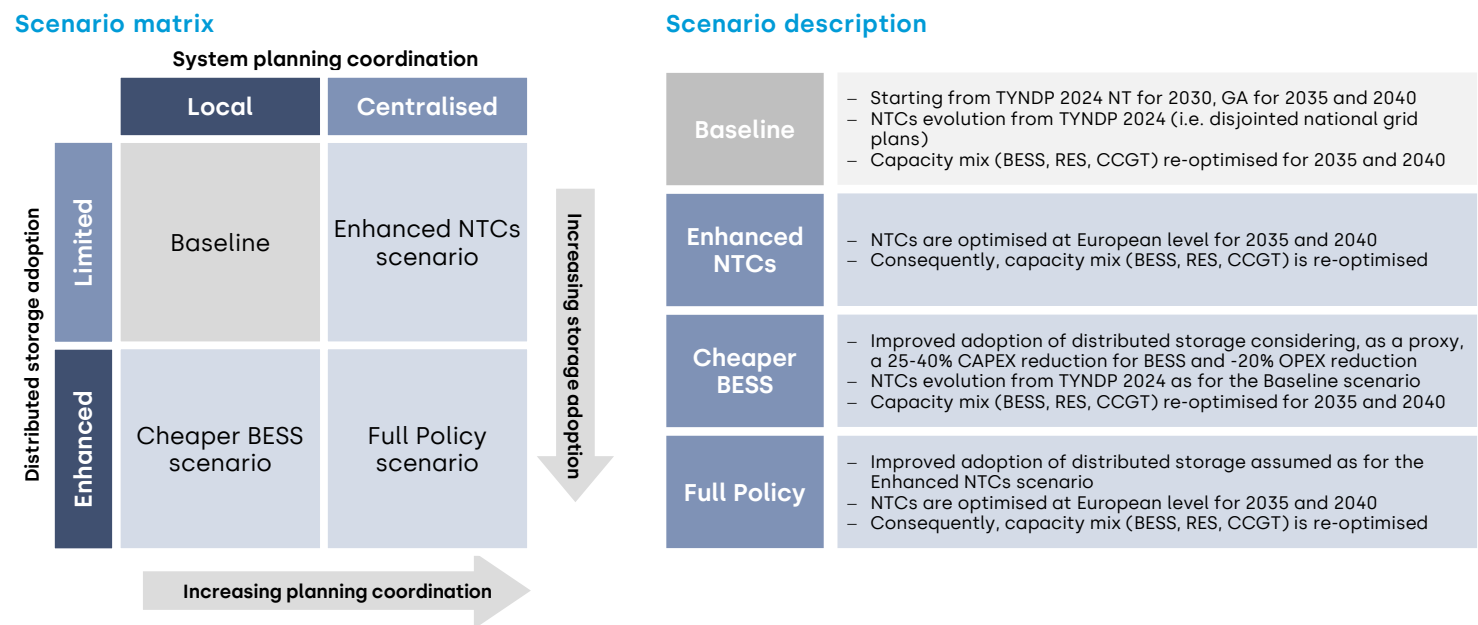 Scenario matrix
System planning coordination
Local
Centralised
Distributed storage adoption
Limited
Enhanced
Baseline
Enhanced NTCs
scenario
Cheaper BESS
scenario
Full Policy
scenario
Increasing storage adoption
Increasing planning coordination
Scenario description
Baseline
– Starting from TYNDP 2024 NT for 2030, GA for 2035 and 2040
– NTCs evolution from TYNDP 2024 (i.e. disjointed national grid
plans)
– Capacity mix (BESS, RES, CCGT) re-optimised for 2035 and 2040
Enhanced
NTCs
– NTCs are optimised at European level for 2035 and 2040
– Consequently, capacity mix (BESS, RES, CCGT) is re-optimised
Cheaper
BESS
– Improved adoption of distributed storage considering, as a proxy,
a 25-40% CAPEX reduction for BESS and -20% OPEX reduction
– NTCs evolution from TYNDP 2024 as for the Baseline scenario
– Capacity mix (BESS, RES, CCGT) re-optimised for 2035 and 2040
Full Policy
– Improved adoption of distributed storage assumed as for the
Enhanced NTCs scenario
– NTCs are optimised at European level for 2035 and 2040
– Consequently, capacity mix (BESS, RES, CCGT) is re-optimised